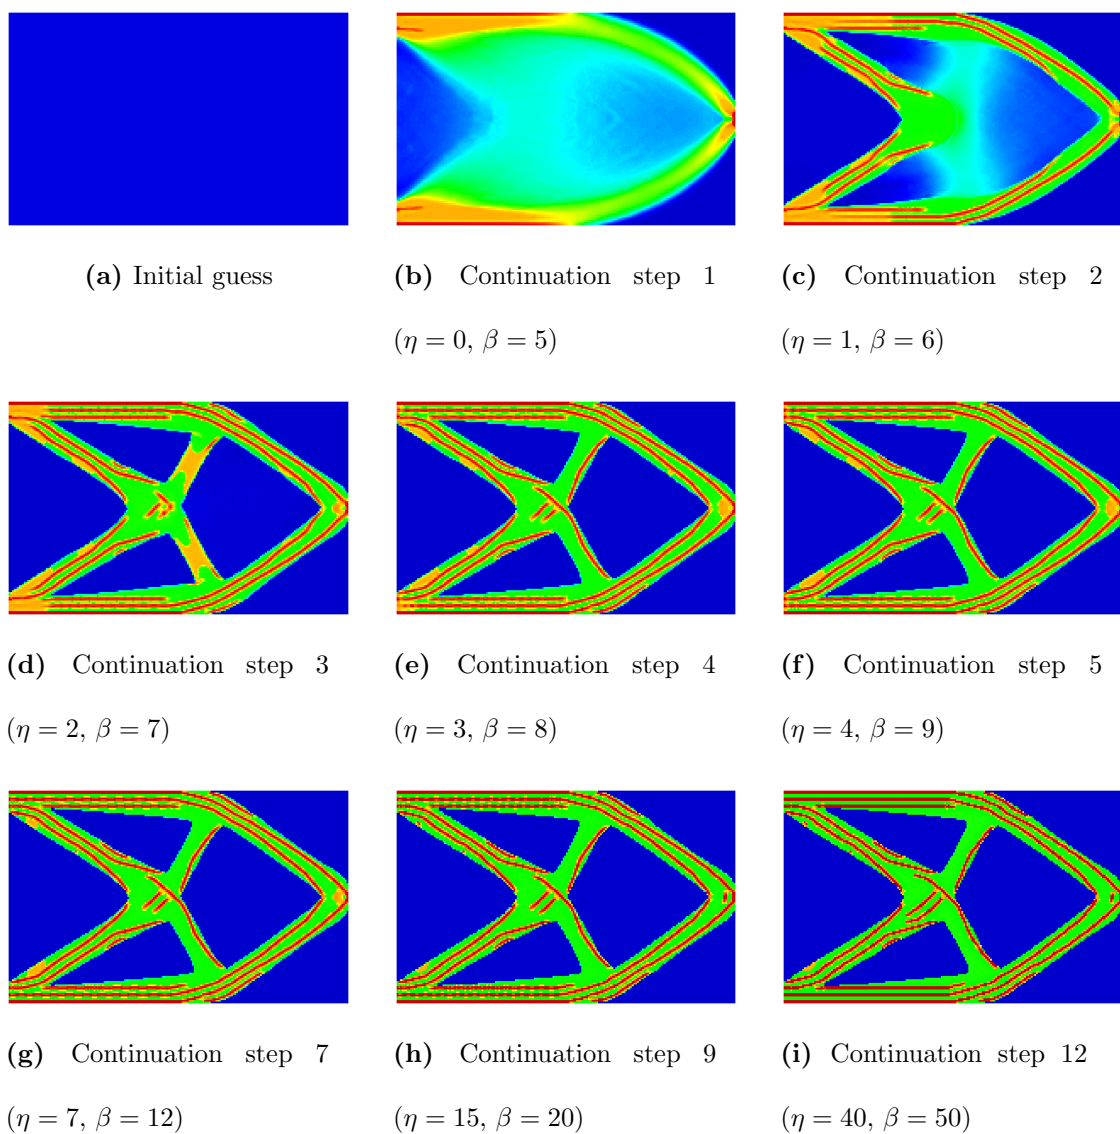 (a) Initial guess
(b) Continuation step 1
(η = 0, β = 5)
(c) Continuation step 2
(η = 1, β = 6)
(d) Continuation step 3
(η = 2, β = 7)
(e) Continuation step 4
(η = 3, β = 8)
(f) Continuation step 5
(η = 4, β = 9)
(g) Continuation step 7
(η = 7, β = 12)
(h) Continuation step 9
(η = 15, β = 20)
(i) Continuation step 12
(η = 40, β = 50)